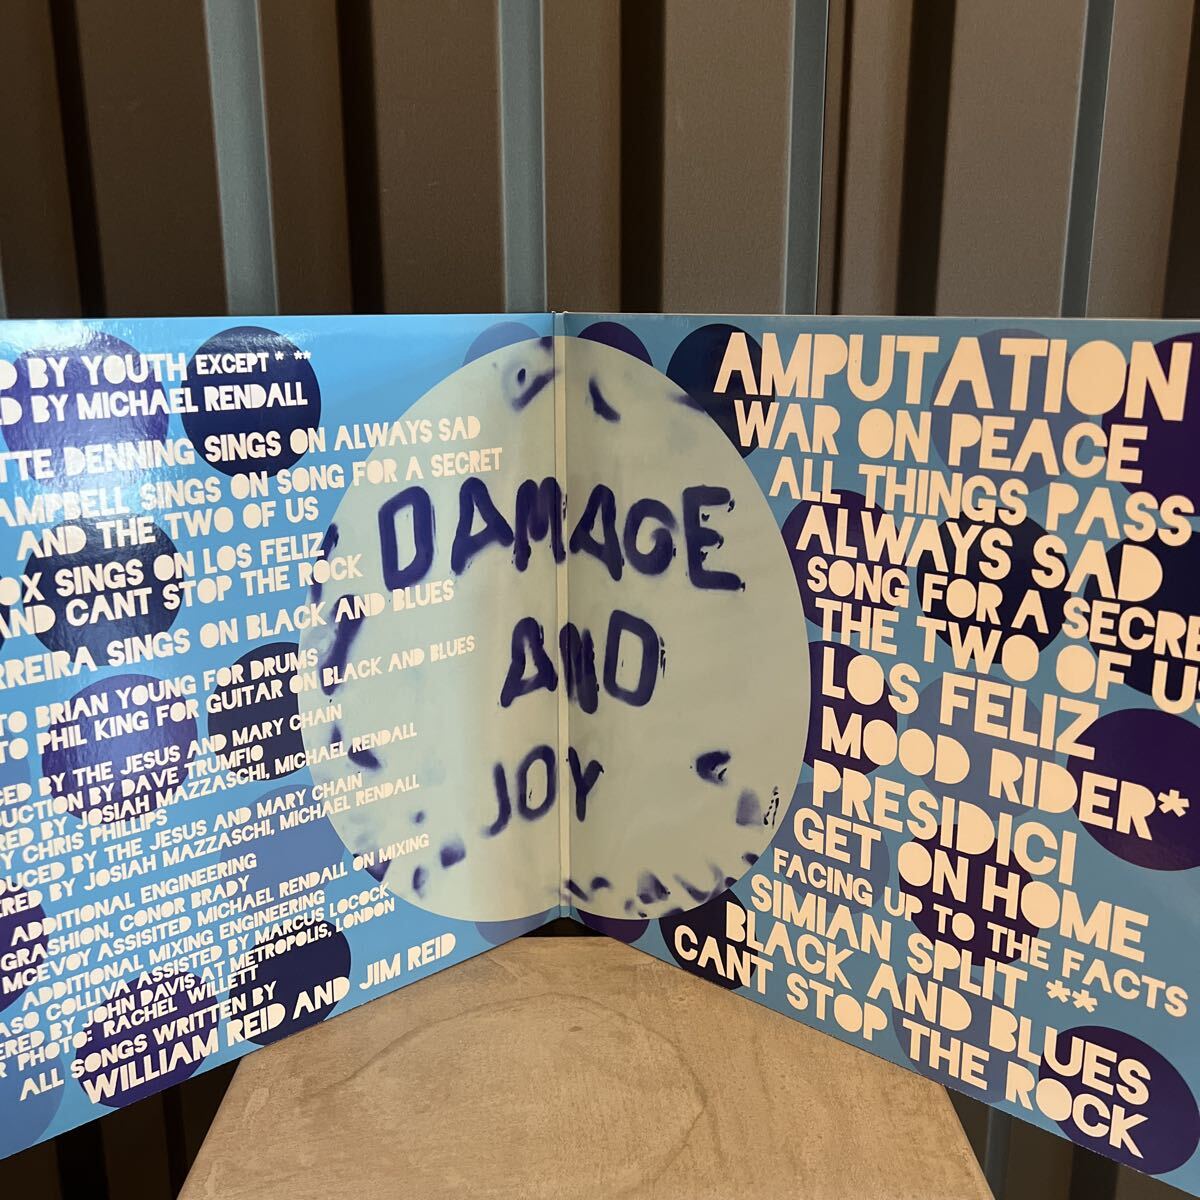 BY YOUTH EXCEPT * **
BY MICHAEL RENDALL
DENNING SINGS ON ALWAYS SAD
SINGS ON SONG FOR A SECRET
AND THE TWO OF US
SINGS ON LOS FELIZ
AND CANT STOP THE ROCK
SINGS ON BLACK AND BLUES
TO BRIAN YOUNG FOR DRUMS
TO PHIL KING FOR GUITAR ON BLACK AND BLUES
BY THE JESUS AND MARY CHAIN
BY DAVE TRUMFIO
BY JOSIAH MAZZASCHI, MICHAEL RENDALL
CHRIS PHILLIPS
BY THE JESUS AND MARY CHAIN
BY JOSIAH MAZZASCHI, MICHAEL RENDALL
ADDITIONAL ENGINEERING
GRASHION, CONOR BRADY
MCEVOY ASSISITED MICHAEL RENDALL ON MIXING
ADDITIONAL MIXING ENGINEERING
COLLIVA ASSISTED BY MARCUS LOCOCK
BY JOHN DAVIS AT METROPOLIS, LONDON
PHOTO: RACHEL WILLETT
ALL SONGS WRITTEN BY
WILLIAM REID AND JIM REID
DAMAGE
AND
JOY
AMPUTATION
WAR ON PEACE
ALL THINGS PASS
ALWAYS SAD
SONG FOR A SECRE
THE TWO OF US
LOS FELIZ
MOOD RIDER*
PRESIDICI
GET ON HOME
FACING UP TO THE FACTS
SIMIAN SPLIT **
BLACK AND BLUES
CANT STOP THE ROCK